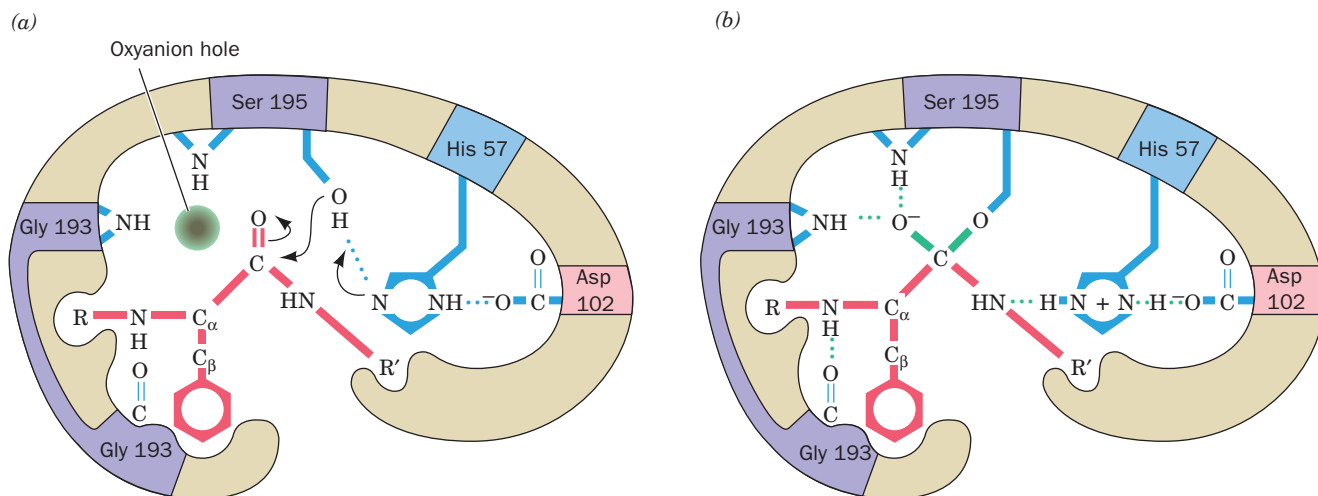 (a)
Oxyanion hole
Ser 195
His 57
Gly 193
Asp
102
Gly 193
N
H
NH
O
H
O
C
HN
N
NH
−O
C
O
R
N
H
Cα
Cβ
R′
O
C
(b)
Ser 195
His 57
Gly 193
Asp
102
Gly 193
N
H
NH
O−
O
C
HN
H
N
+
N
H
−O
C
O
R
N
H
Cα
Cβ
R′
O
C